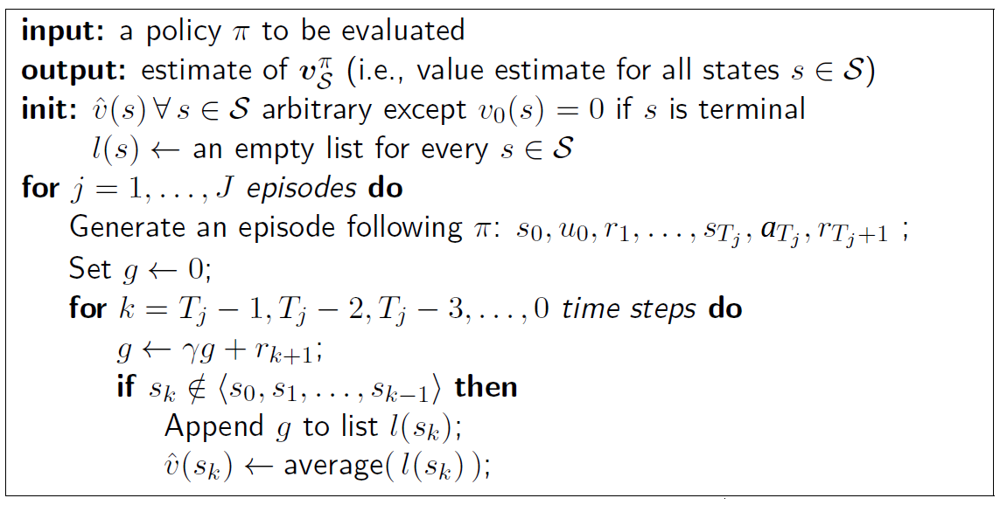 input: a policy π to be evaluated
output: estimate of $\boldsymbol{v}_{\mathcal{S}}^{\pi}$ (i.e., value estimate for all states $s \in \mathcal{S}$)
init: $\hat{v}(s) \, \forall \, s \in \mathcal{S}$ arbitrary except $v_0(s) = 0$ if $s$ is terminal
$l(s) \leftarrow$ an empty list for every $s \in \mathcal{S}$
for $j = 1, \ldots, J$ episodes do
Generate an episode following $\pi$: $s_0, u_0, r_1, \ldots, s_{T_j}, a_{T_j}, r_{T_j+1}$ ;
Set $g \leftarrow 0$;
for $k = T_j - 1, T_j - 2, T_j - 3, \ldots, 0$ time steps do
$g \leftarrow \gamma g + r_{k+1}$;
if $s_k \notin \langle s_0, s_1, \ldots, s_{k-1} \rangle$ then
Append $g$ to list $l(s_k)$;
$\hat{v}(s_k) \leftarrow$ average( $l(s_k)$ );